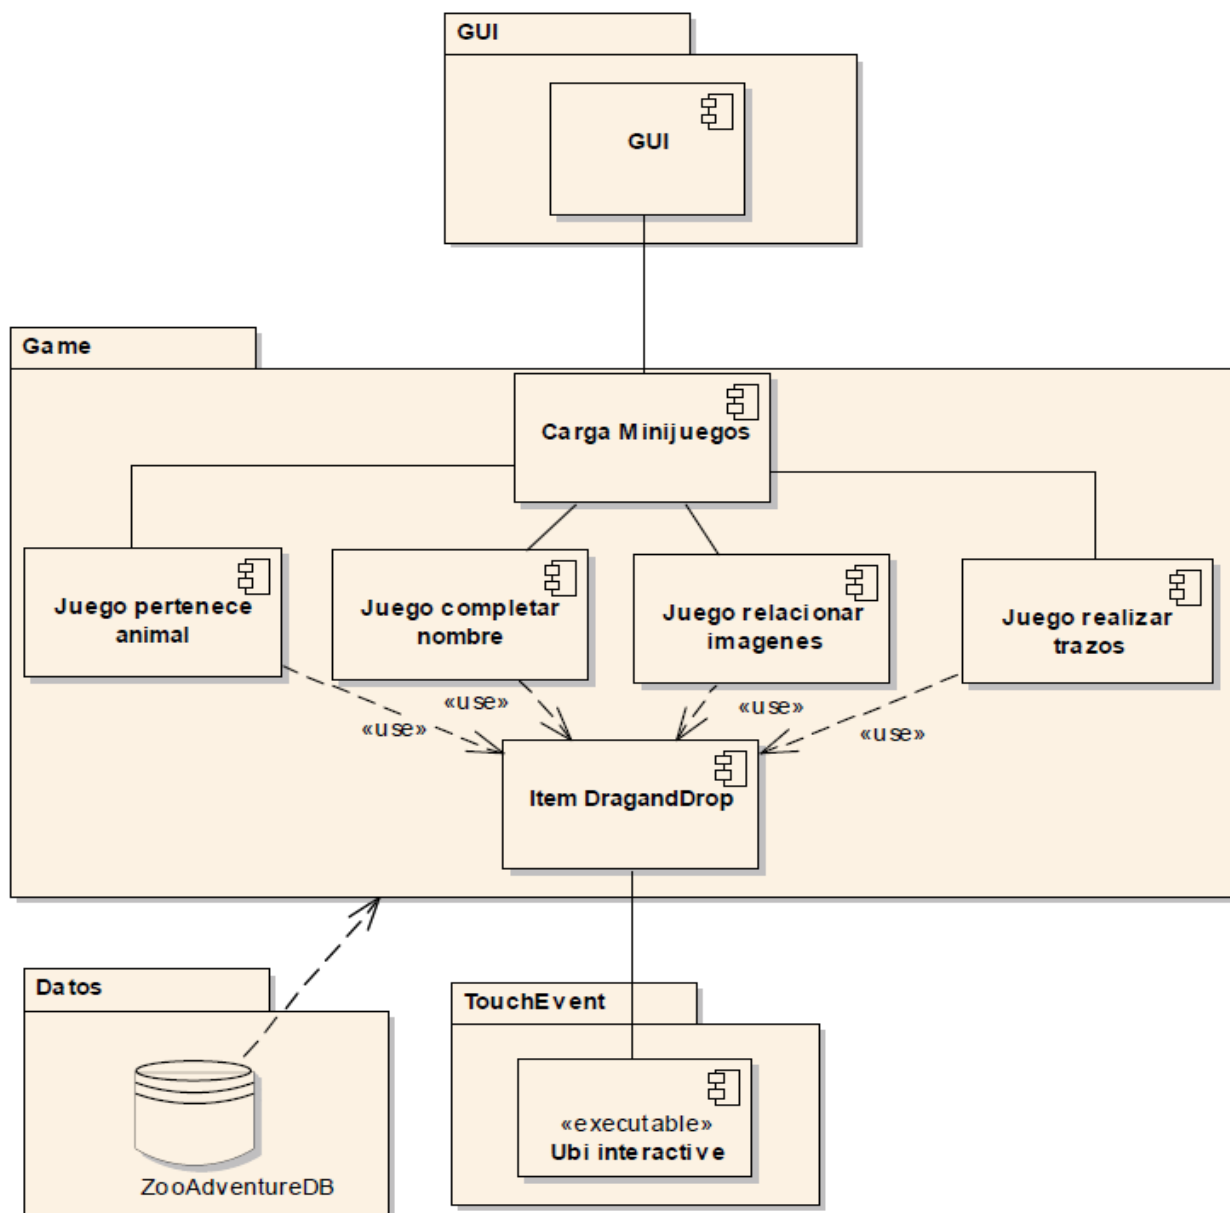 GUI
GUI
Game
Carga Minijuegos
Juego pertenece
animal
Juego completar
nombre
Juego relacionar
imagenes
Juego realizar
trazos
«use»
«use»
«use»
«use»
Item DragandDrop
Datos
ZooAdventureDB
TouchEvent
«executable»
Ubi interactive